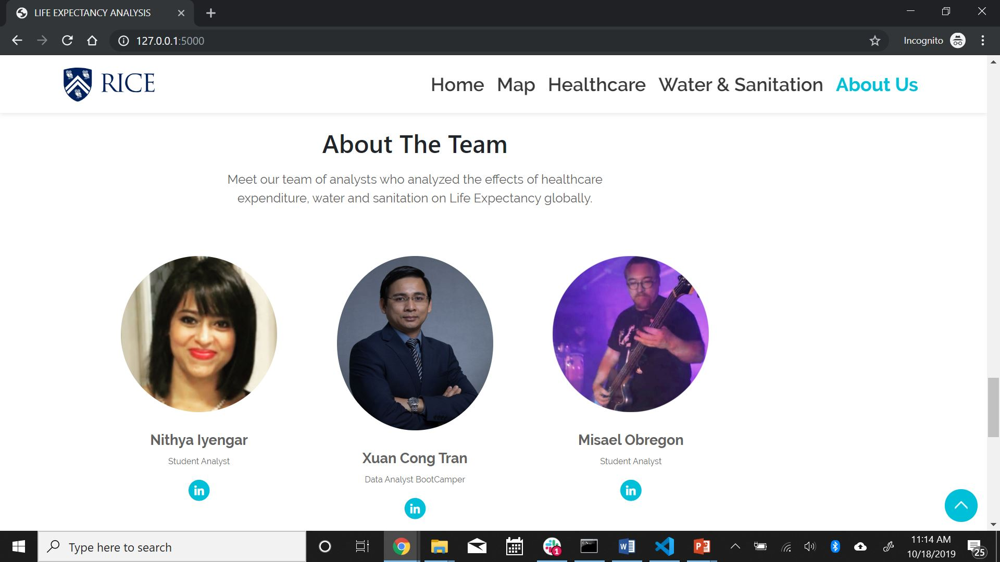 LIFE EXPECTANCY ANALYSIS
127.0.0.1:5000
Incognito
RICE
Home Map Healthcare Water & Sanitation About Us
About The Team
Meet our team of analysts who analyzed the effects of healthcare
expenditure, water and sanitation on Life Expectancy globally.
Nithya Iyengar
Student Analyst
in
Xuan Cong Tran
Data Analyst BootCamper
in
Misael Obregon
Student Analyst
in
Type here to search
1
11:14 AM
10/18/2019
25